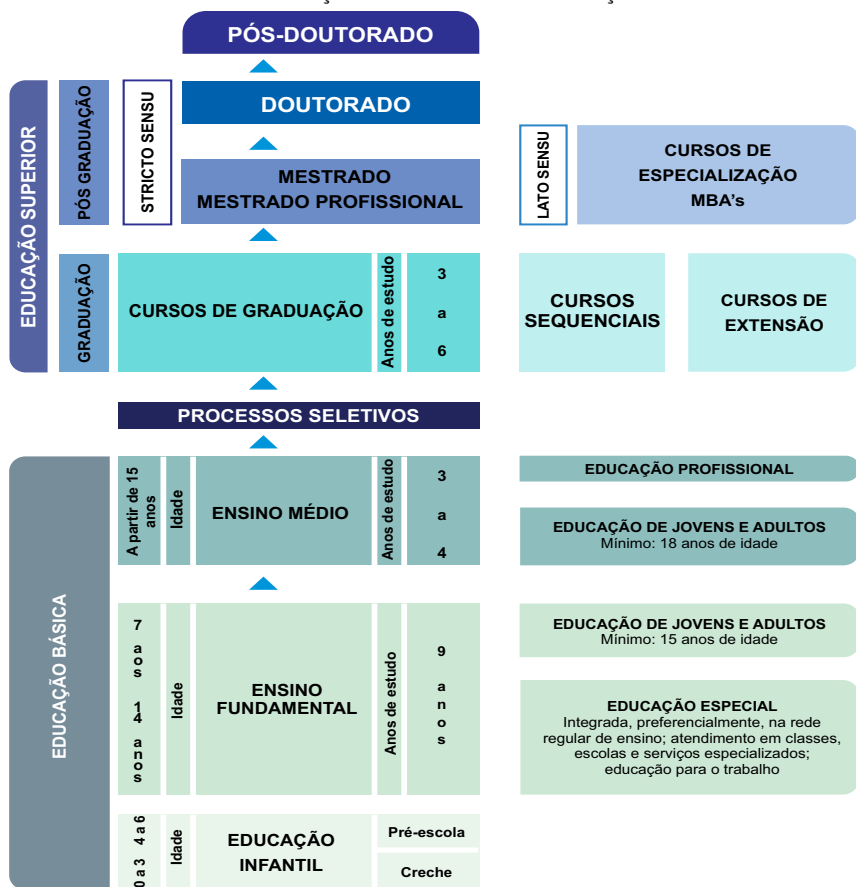 PÓS-DOUTORADO
EDUCAÇÃO SUPERIOR
PÓS GRADUAÇÃO
STRICTO SENSU
DOUTORADO
MESTRADO
MESTRADO PROFISSIONAL
LATO SENSU
CURSOS DE
ESPECIALIZAÇÃO
MBA's
GRADUAÇÃO
CURSOS DE GRADUAÇÃO
Anos de estudo
3
a
6
CURSOS
SEQUENCIAIS
CURSOS DE
EXTENSÃO
PROCESSOS SELETIVOS
EDUCAÇÃO BÁSICA
A partir de 15
anos
Idade
ENSINO MÉDIO
Anos de estudo
3
a
4
EDUCAÇÃO PROFISSIONAL
EDUCAÇÃO DE JOVENS E ADULTOS
Mínimo: 18 anos de idade
7 aos 14 anos
Idade
ENSINO
FUNDAMENTAL
Anos de estudo
9 anos
EDUCAÇÃO DE JOVENS E ADULTOS
Mínimo: 15 anos de idade
EDUCAÇÃO ESPECIAL
Integrada, preferencialmente, na rede
regular de ensino; atendimento em classes,
escolas e serviços especializados;
educação para o trabalho
0 a 3 4 a 6
Idade
EDUCAÇÃO
INFANTIL
Pré-escola
Creche